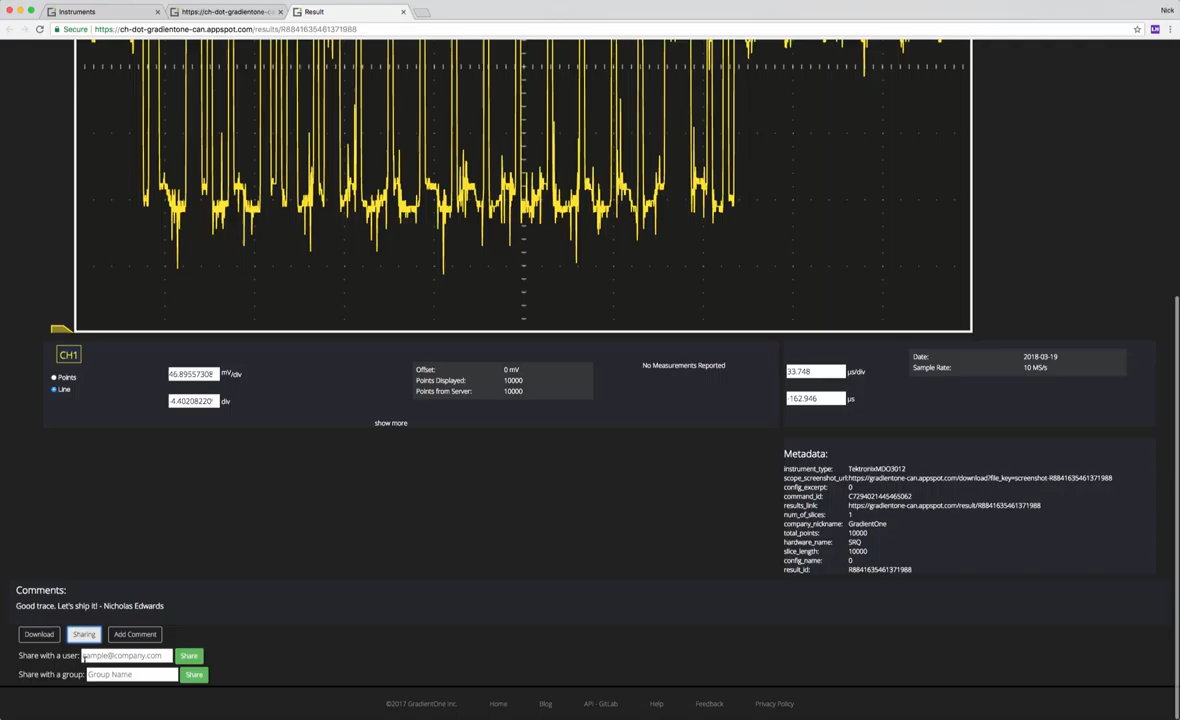 Instruments
https://ch-dot-gradientone-c
Result
Nick
Secure | https://ch-dot-gradientone-can.appspot.com/results/R8841635461371988
CH1
Points
Line
46.89557308 mV/div
-4.4020822 div
Offset: 0 mV
Points Displayed: 10000
Points from Server: 10000
show more
No Measurements Reported
33.748 µs/div
-162.946 µs
Date: 2018-03-19
Sample Rate: 10 MS/s
Metadata:
instrument_type: TektronixMDO3012
scope_screenshot_url: https://gradientone-can.appspot.com/download?file_key=screenshot-R8841635461371988
config_excerpt: 0
command_id: C7294021445465062
results_link: https://gradientone-can.appspot.com/result/R8841635461371988
num_of_slices: 1
company_nickname: GradientOne
total_points: 10000
hardware_name: SRQ
slice_length: 10000
config_name: 0
result_id: R8841635461371988
Comments:
Good trace. Let's ship it! - Nicholas Edwards
Download Sharing Add Comment
Share with a user: sample@company.com Share
Share with a group: Group Name Share
©2017 GradientOne Inc. Home Blog API - GitLab Help Feedback Privacy Policy